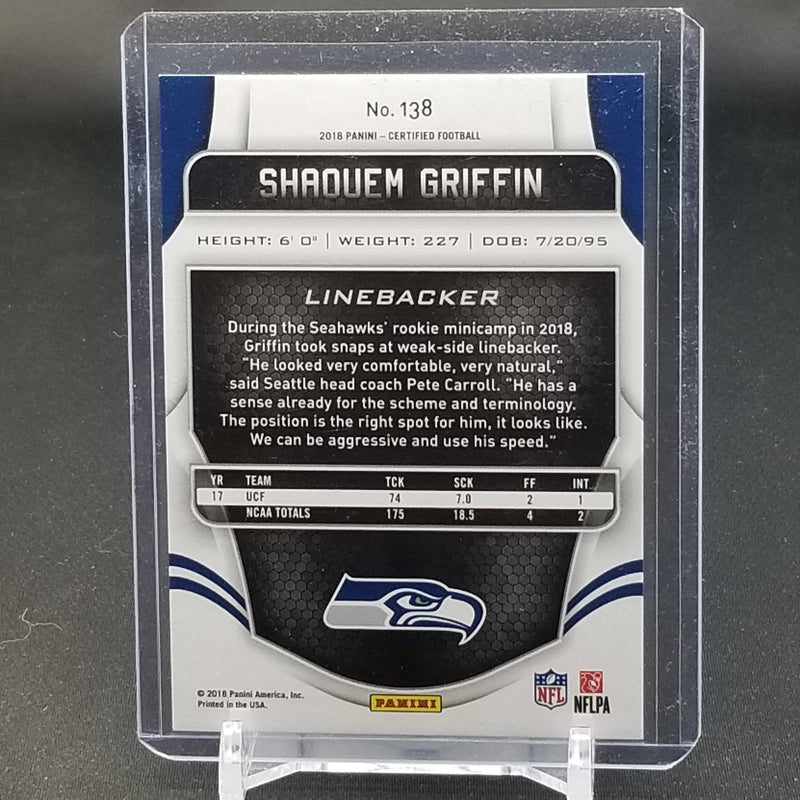 No. 138
2018 PANINI – CERTIFIED FOOTBALL
SHAQUEM GRIFFIN
HEIGHT: 6' 0" | WEIGHT: 227 | DOB: 7/20/95
LINEBACKER
During the Seahawks' rookie minicamp in 2018,
Griffin took snaps at weak-side linebacker.
"He looked very comfortable, very natural,"
said Seattle head coach Pete Carroll. "He has a
sense already for the scheme and terminology.
The position is the right spot for him, it looks like.
We can be aggressive and use his speed."
YR TEAM TCK SCK FF INT
17 UCF 74 7.0 2 1
NCAA TOTALS 175 18.5 4 2
© 2018 Panini America, Inc.
Printed in the USA.
PANINI
NFL
NFLPA